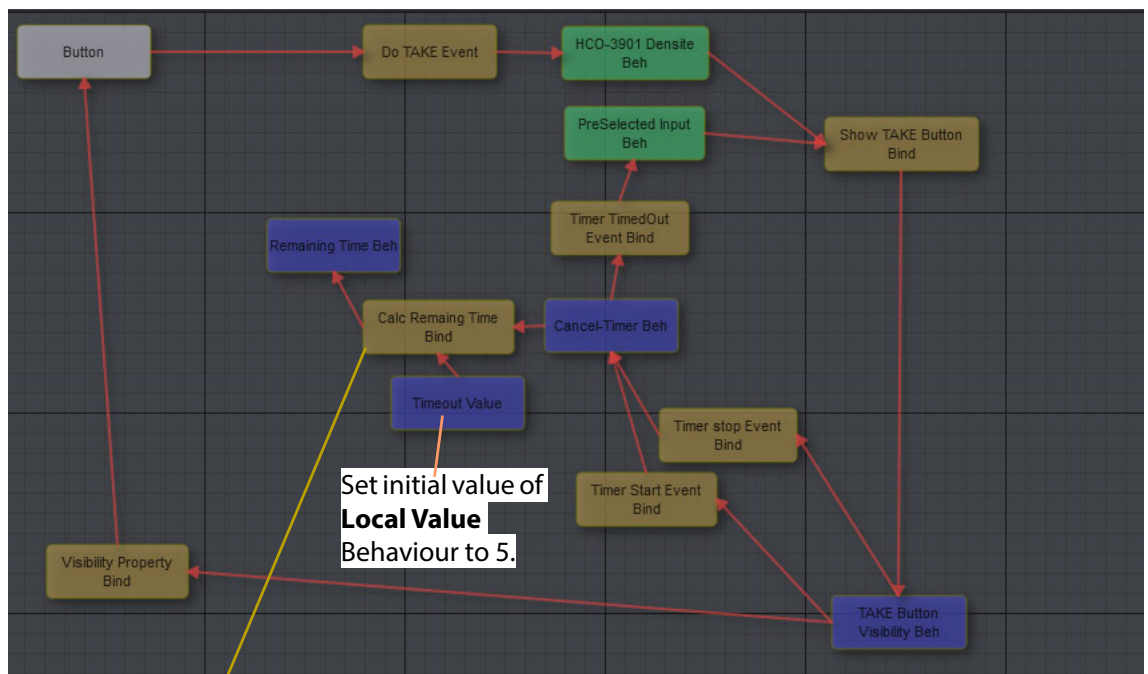 Button
Do TAKE Event
HCO-3901 Densite
Beh
PreSelected Input
Beh
Show TAKE Button
Bind
Timer TimedOut
Event Bind
Remaining Time Beh
Calc Remaing Time
Bind
Cancel-Timer Beh
Timeout Value
Timer stop Event
Bind
Set initial value of
Local Value
Behaviour to 5.
Timer Start Event
Bind
Visibility Property
Bind
TAKE Button
Visibility Beh